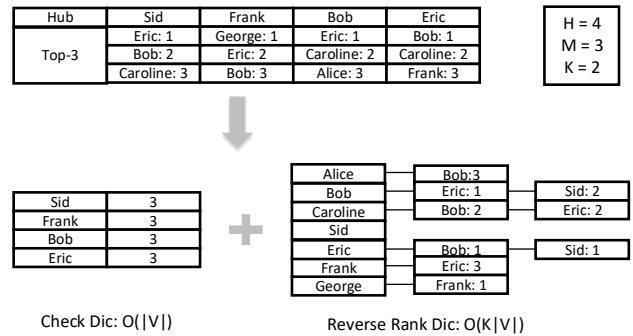 Hub Sid Frank Bob Eric
Top-3 Eric: 1 George: 1 Eric: 1 Bob: 1
Bob: 2 Eric: 2 Caroline: 2 Caroline: 2
Caroline: 3 Bob: 3 Alice: 3 Frank: 3
H = 4
M = 3
K = 2
Sid 3
Frank 3
Bob 3
Eric 3
Check Dic: O(|V|)
Alice Bob:3
Bob Eric: 1 Sid: 2
Caroline Bob: 2 Eric: 2
Sid
Eric Bob: 1 Sid: 1
Frank Eric: 3
George Frank: 1
Reverse Rank Dic: O(K|V|)